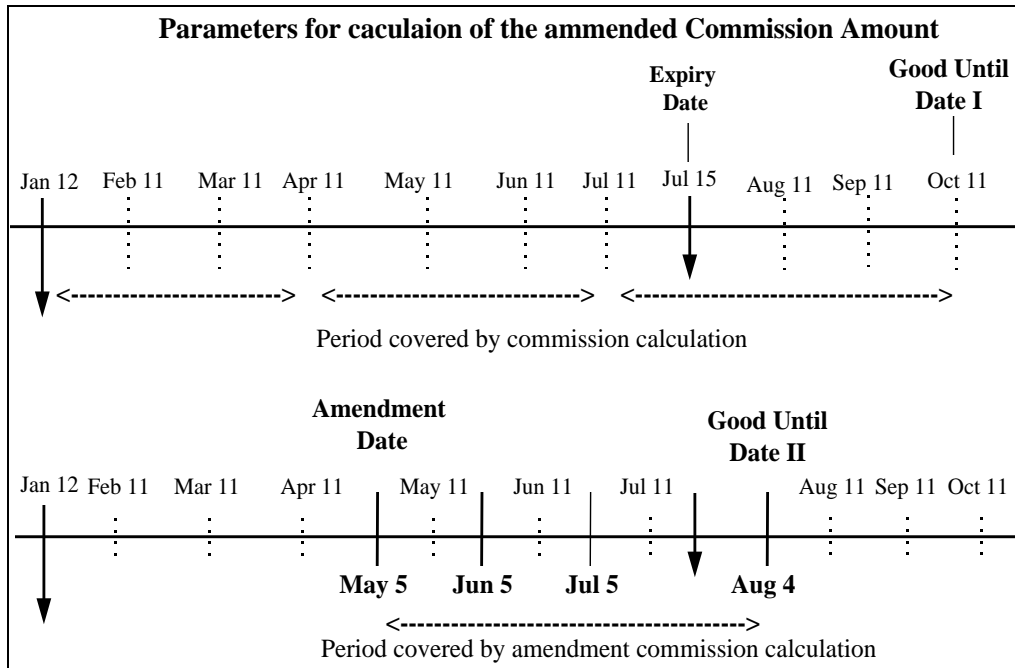 Parameters for caculaion of the ammended Commission Amount
Expiry
Date
Good Until
Date I
Jan 12 Feb 11 Mar 11 Apr 11 May 11 Jun 11 Jul 11 Jul 15 Aug 11 Sep 11 Oct 11
<----------------------> <---------------------------> <--------------------------------->
Period covered by commission calculation
Amendment
Date
Good Until
Date II
Jan 12 Feb 11 Mar 11 Apr 11 May 11 Jun 11 Jul 11 Aug 11 Sep 11 Oct 11
May 5 Jun 5 Jul 5 Aug 4
<------------------------------------->
Period covered by amendment commission calculation